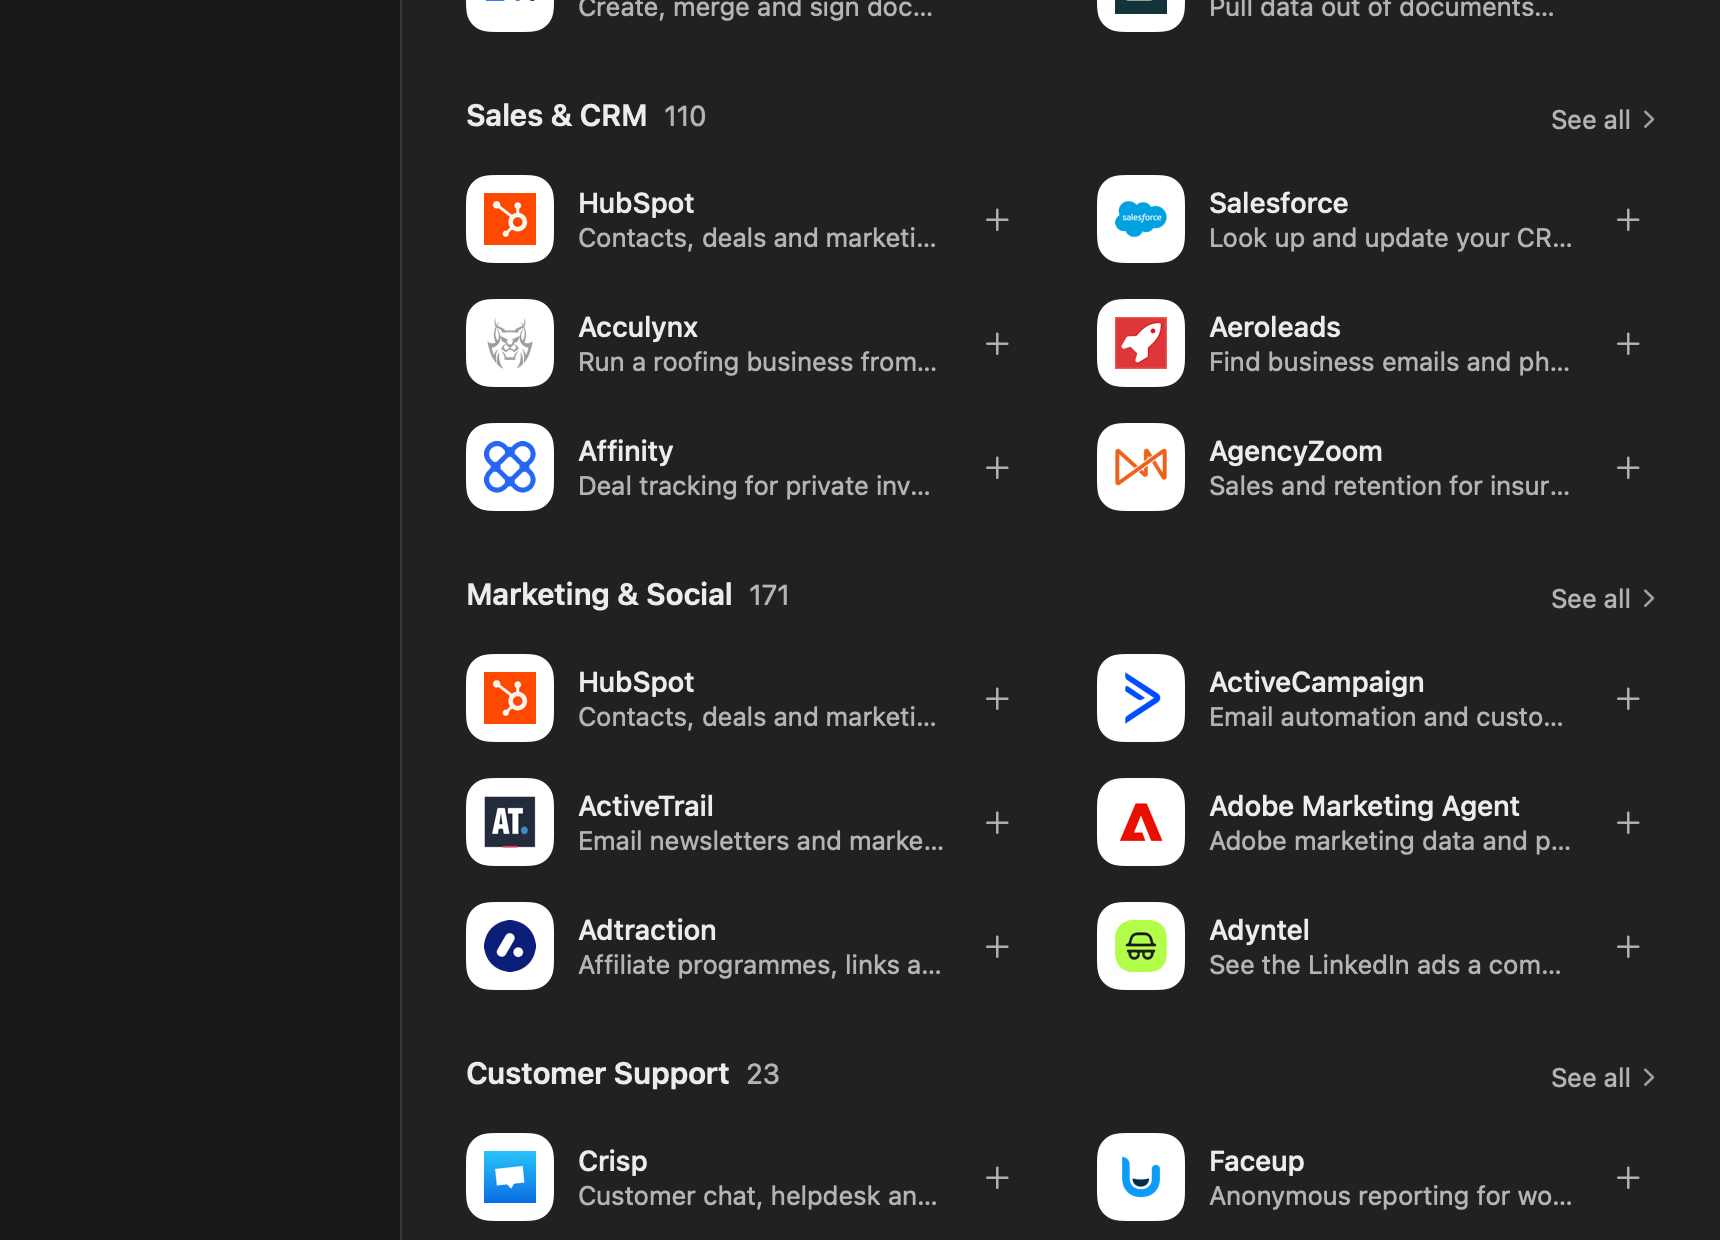 Create, merge and sign doc...
Pull data out of documents...
Sales & CRM 110
See all
HubSpot
Contacts, deals and marketi...
salesforce
Salesforce
Look up and update your CR...
Acculynx
Run a roofing business from...
Aeroleads
Find business emails and ph...
Affinity
Deal tracking for private inv...
AgencyZoom
Sales and retention for insur...
Marketing & Social 171
See all
HubSpot
Contacts, deals and marketi...
ActiveCampaign
Email automation and custo...
AT.
ActiveTrail
Email newsletters and marke...
Adobe Marketing Agent
Adobe marketing data and p...
Adtraction
Affiliate programmes, links a...
Adyntel
See the LinkedIn ads a com...
Customer Support 23
See all
Crisp
Customer chat, helpdesk an...
Faceup
Anonymous reporting for wo...